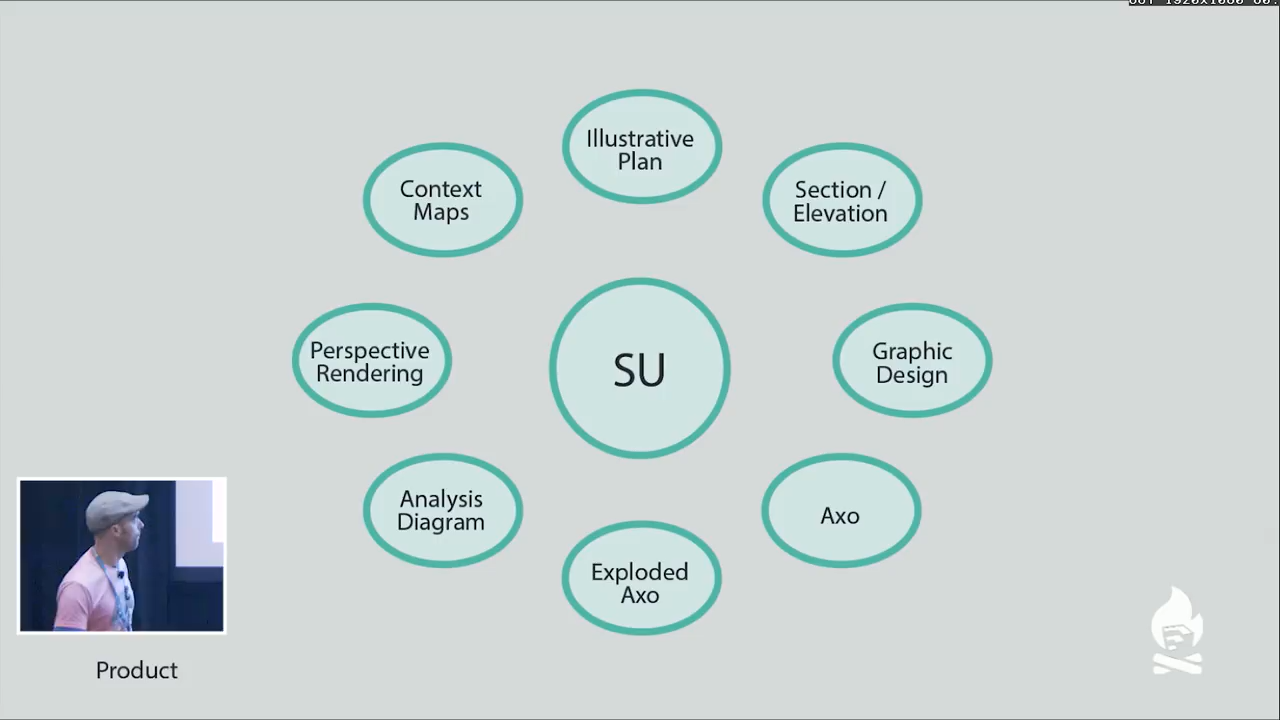 Illustrative
Plan
Context
Maps
Section /
Elevation
Perspective
Rendering
SU
Graphic
Design
Analysis
Diagram
Axo
Exploded
Axo
Product